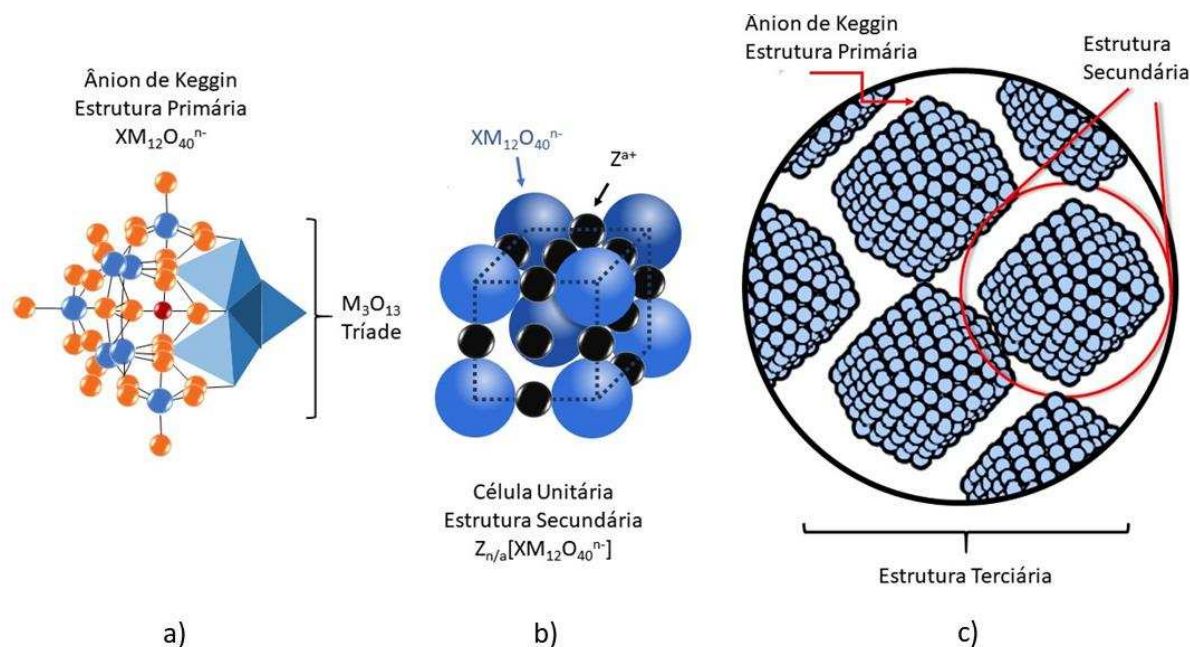 Ânion de Keggin
Estrutura Primária
XM₁₂O₄₀ⁿ⁻
M₃O₁₃
Tríade
a)
XM₁₂O₄₀ⁿ⁻
Zᵃ⁺
Célula Unitária
Estrutura Secundária
Zₙ/ₐ[XM₁₂O₄₀ⁿ⁻]
b)
Ânion de Keggin
Estrutura Primária
Estrutura
Secundária
Estrutura Terciária
c)